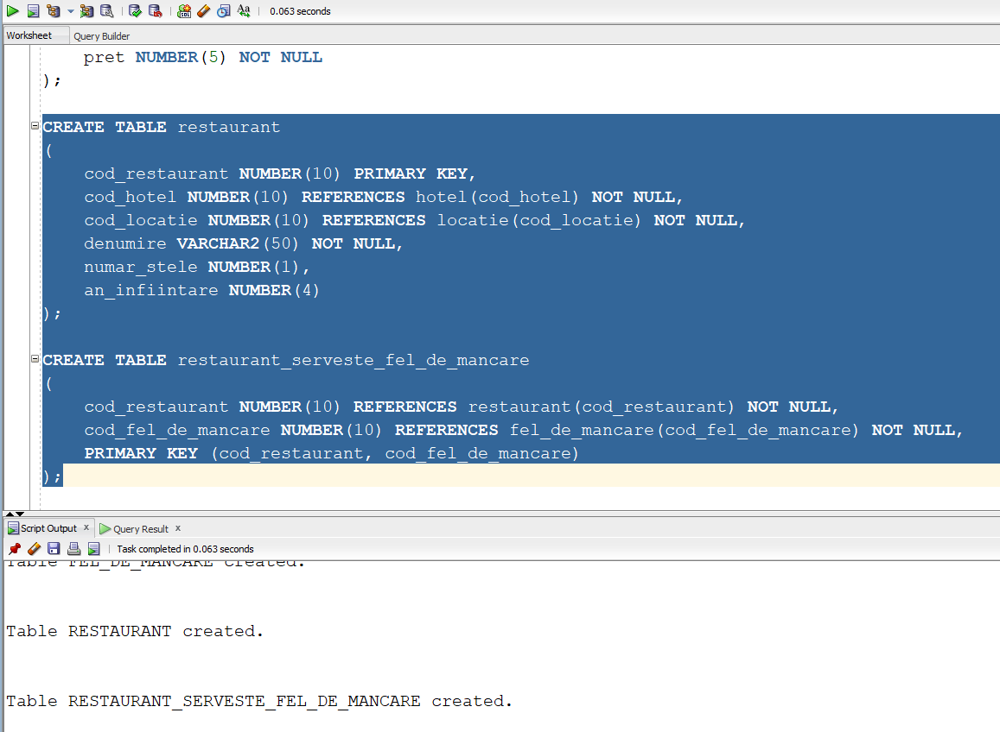 0.063 seconds
Worksheet Query Builder
pret NUMBER(5) NOT NULL
);
CREATE TABLE restaurant
(
cod_restaurant NUMBER(10) PRIMARY KEY,
cod_hotel NUMBER(10) REFERENCES hotel(cod_hotel) NOT NULL,
cod_locatie NUMBER(10) REFERENCES locatie(cod_locatie) NOT NULL,
denumire VARCHAR2(50) NOT NULL,
numar_stele NUMBER(1),
an_infiintare NUMBER(4)
);
CREATE TABLE restaurant_serveste_fel_de_mancare
(
cod_restaurant NUMBER(10) REFERENCES restaurant(cod_restaurant) NOT NULL,
cod_fel_de_mancare NUMBER(10) REFERENCES fel_de_mancare(cod_fel_de_mancare) NOT NULL,
PRIMARY KEY (cod_restaurant, cod_fel_de_mancare)
);
Script Output x Query Result x
Task completed in 0.063 seconds
Table FEL_DE_MANCARE created.
Table RESTAURANT created.
Table RESTAURANT_SERVESTE_FEL_DE_MANCARE created.